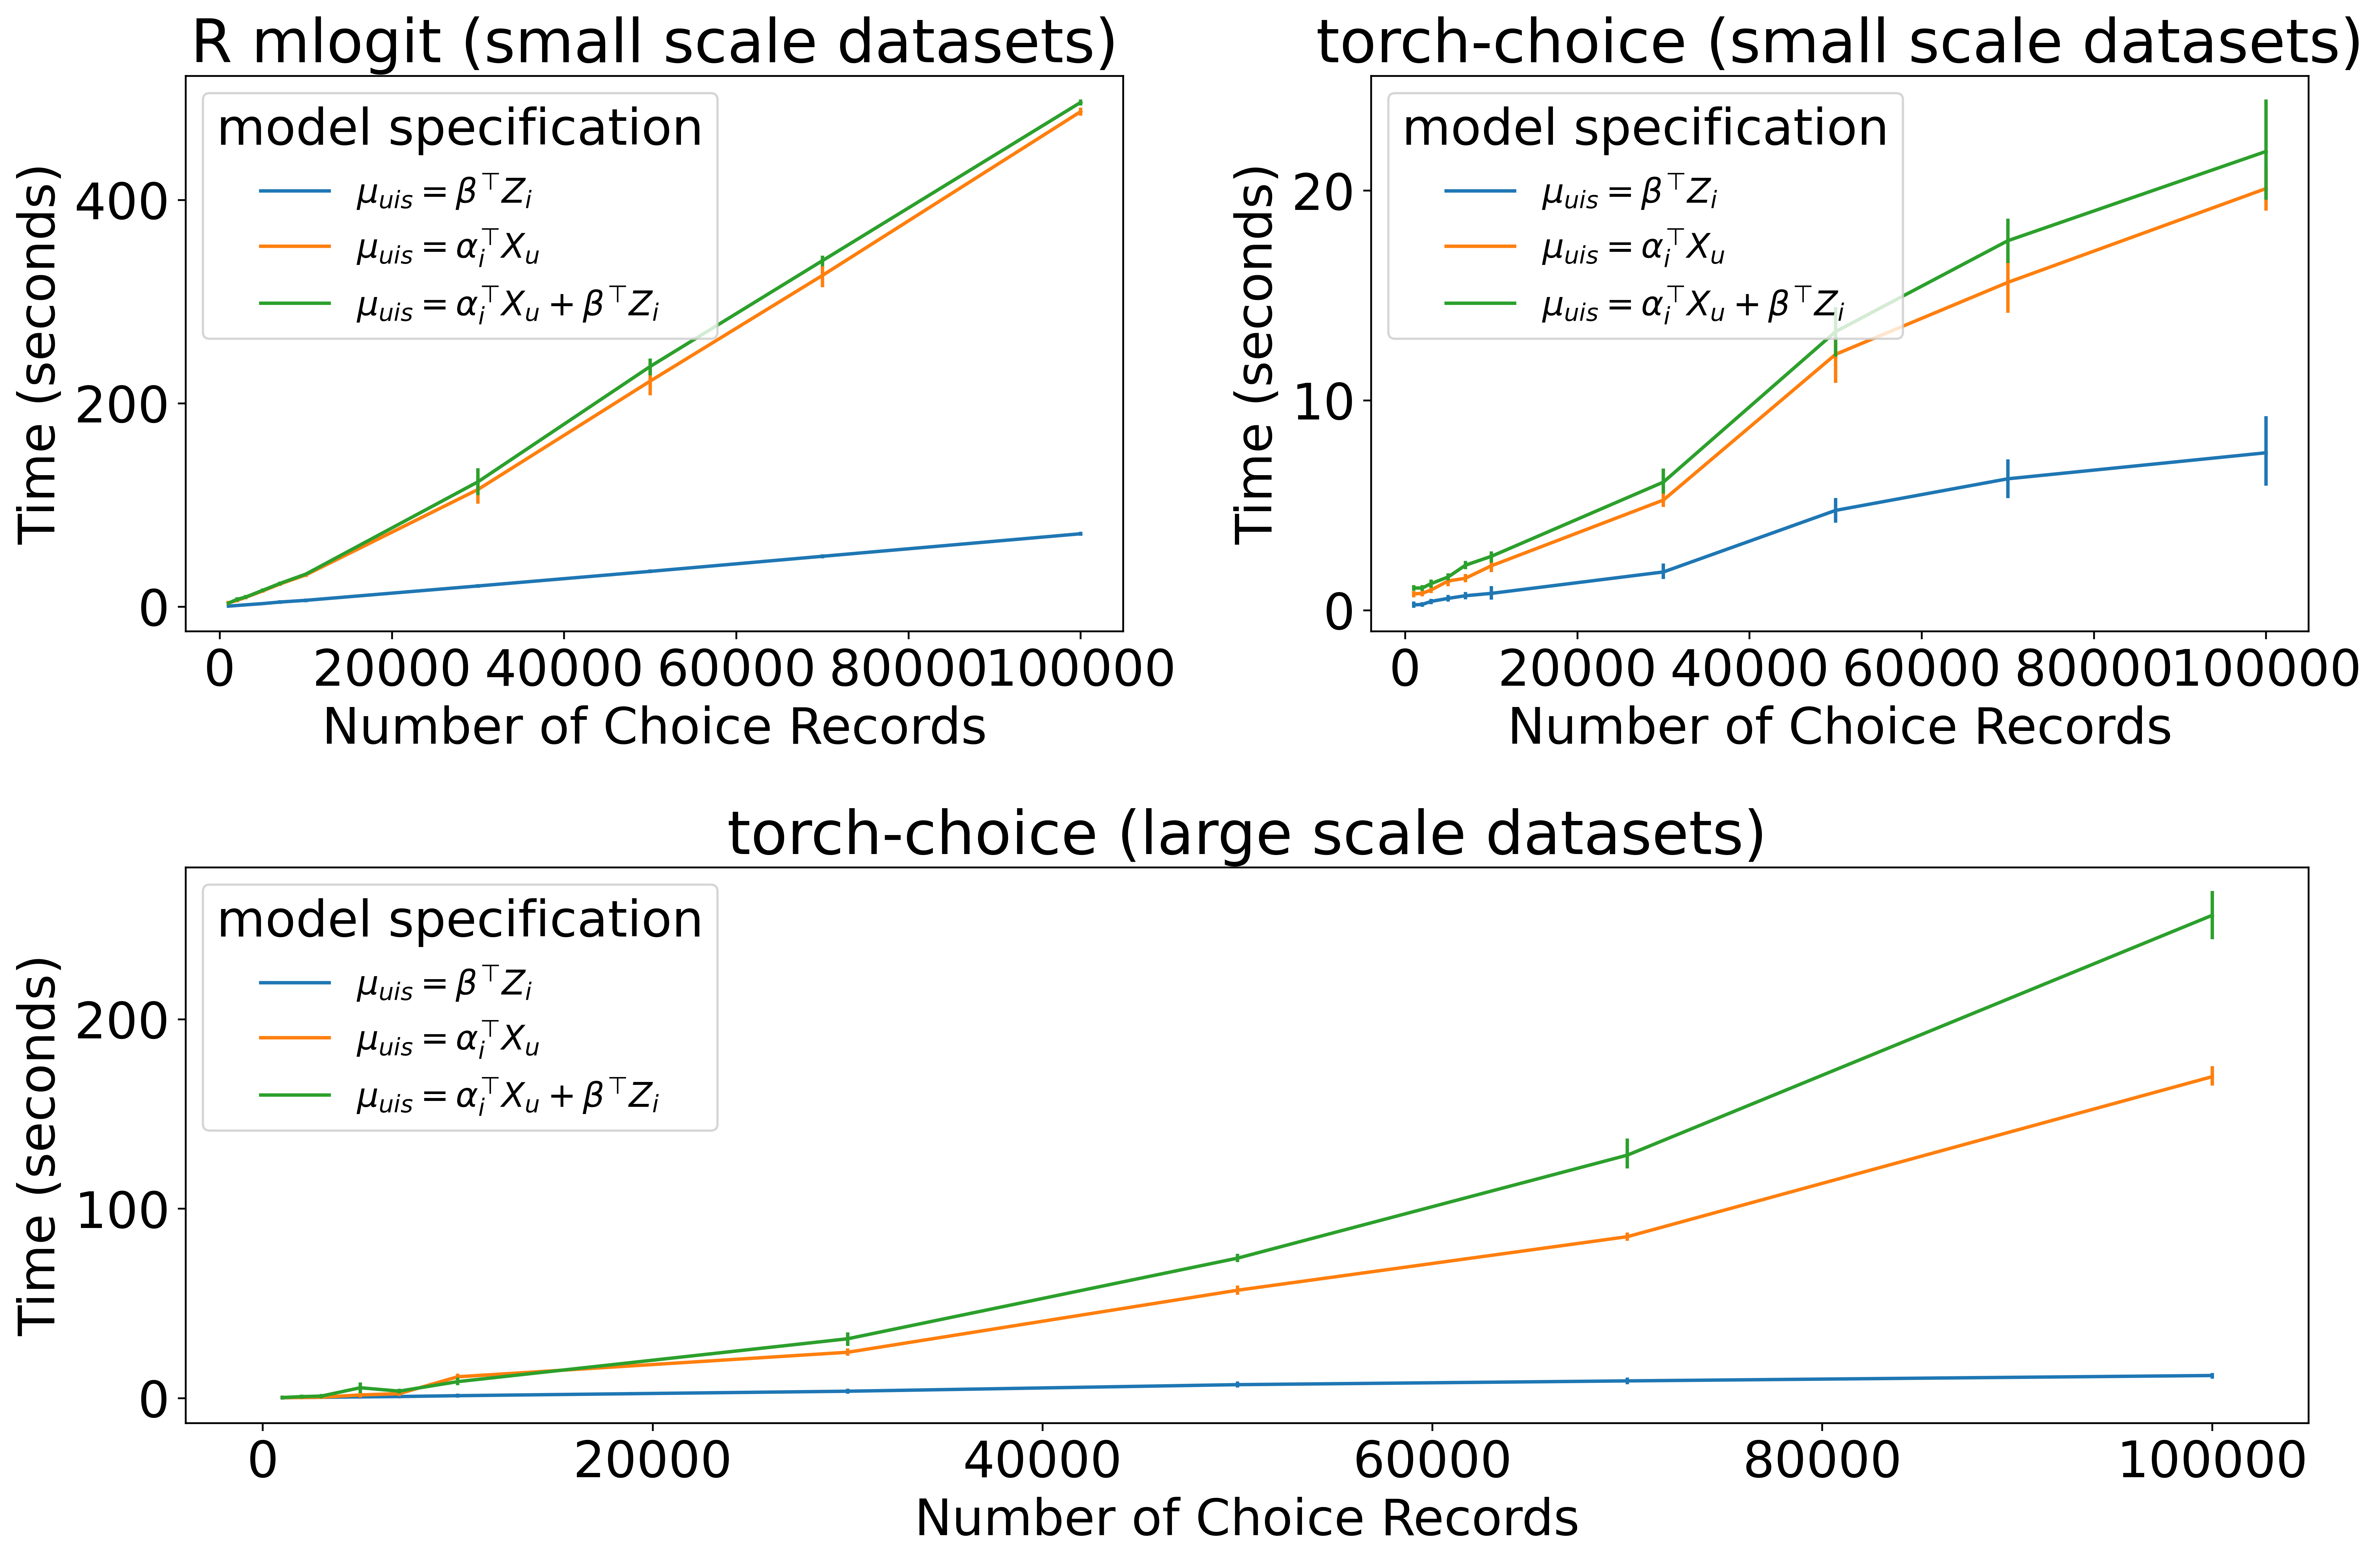 R mlogit (small scale datasets)
model specification
μ_uis = β^⊤ Z_i
μ_uis = α_i^⊤ X_u
μ_uis = α_i^⊤ X_u + β^⊤ Z_i
Time (seconds)
400
200
0
0 20000 40000 60000 80000 100000
Number of Choice Records
torch-choice (small scale datasets)
model specification
μ_uis = β^⊤ Z_i
μ_uis = α_i^⊤ X_u
μ_uis = α_i^⊤ X_u + β^⊤ Z_i
Time (seconds)
20
10
0
0 20000 40000 60000 80000 100000
Number of Choice Records
torch-choice (large scale datasets)
model specification
μ_uis = β^⊤ Z_i
μ_uis = α_i^⊤ X_u
μ_uis = α_i^⊤ X_u + β^⊤ Z_i
Time (seconds)
200
100
0
0 20000 40000 60000 80000 100000
Number of Choice Records